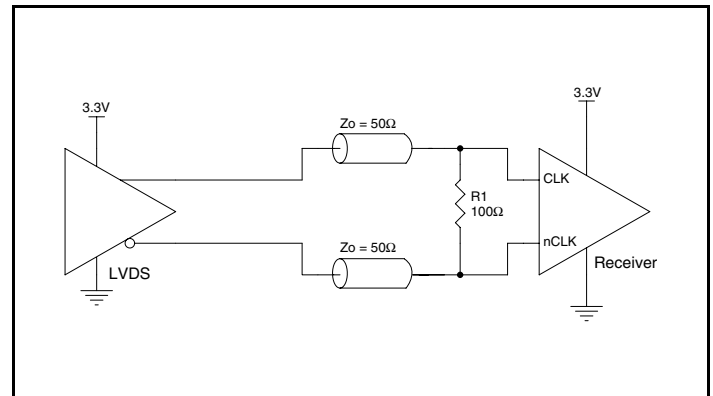 3.3V
3.3V
Zo = 50Ω
CLK
R1
100Ω
nCLK
Zo = 50Ω
Receiver
LVDS